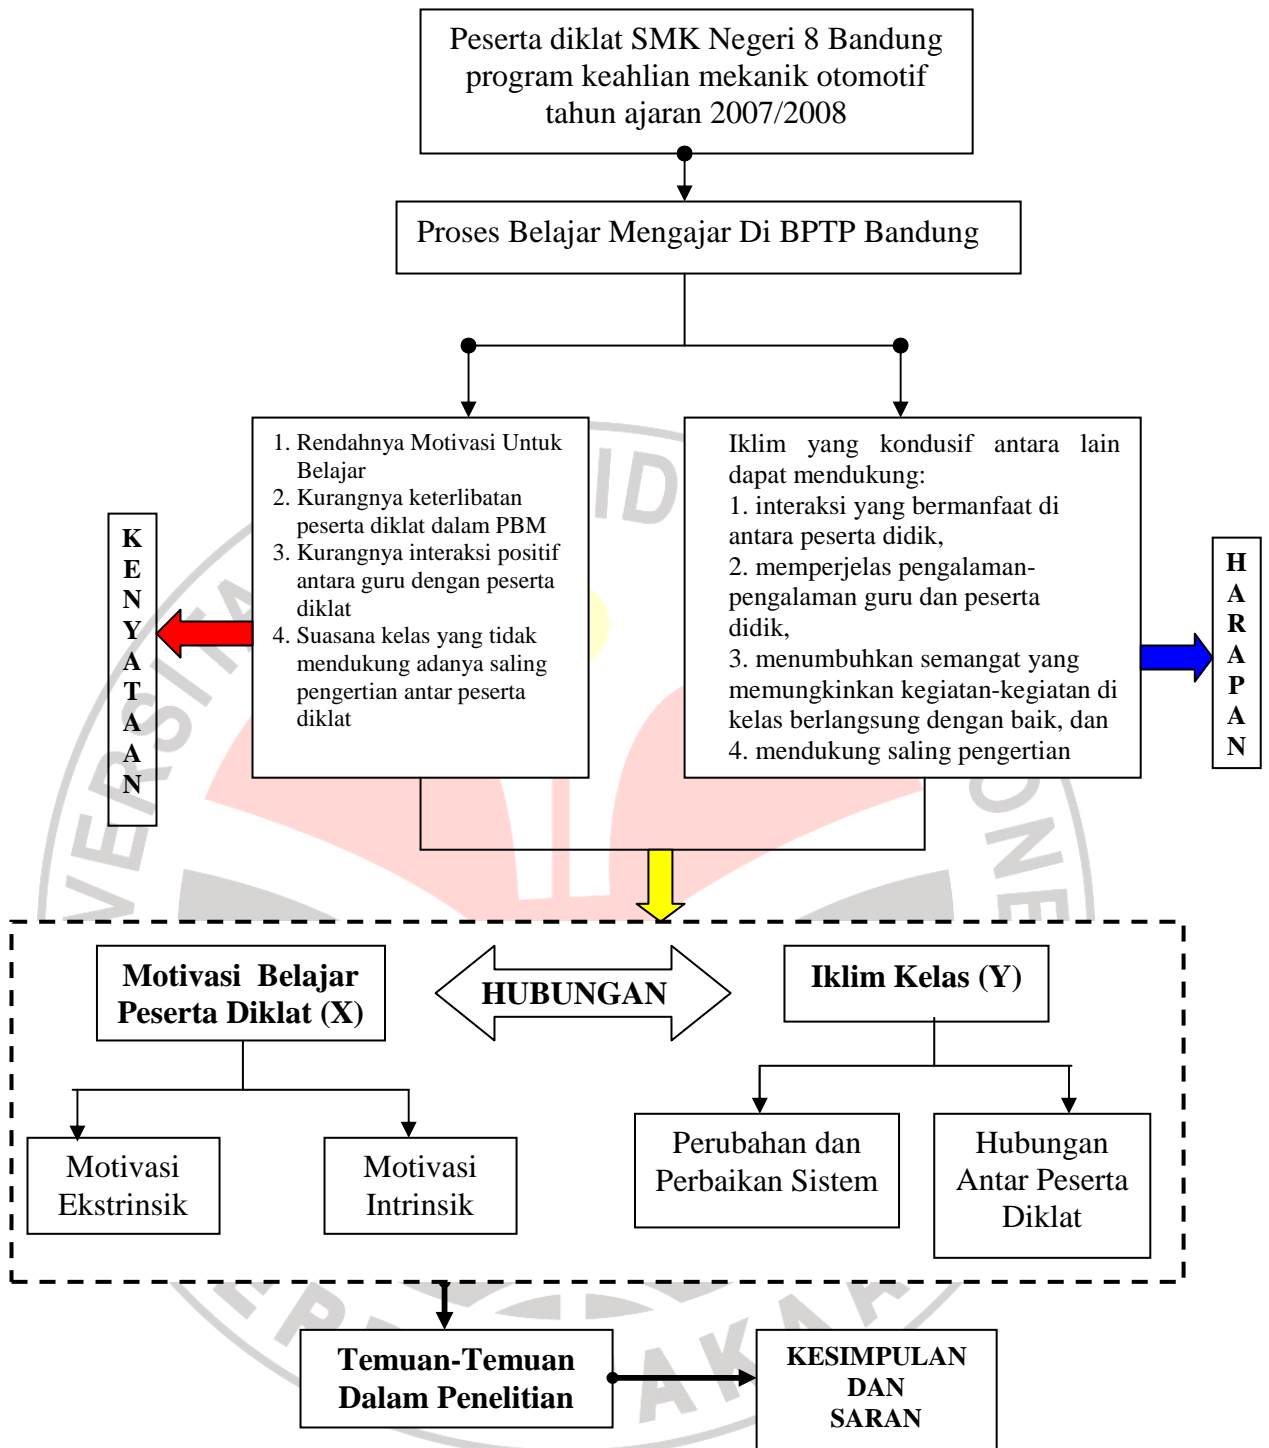 Peserta diklat SMK Negeri 8 Bandung
program keahlian mekanik otomotif
tahun ajaran 2007/2008
Proses Belajar Mengajar Di BPTP Bandung
1. Rendahnya Motivasi Untuk
Belajar
2. Kurangnya keterlibatan
peserta diklat dalam PBM
3. Kurangnya interaksi positif
antara guru dengan peserta
diklat
4. Suasana kelas yang tidak
mendukung adanya saling
pengertian antar peserta
diklat
Iklim yang kondusif antara lain
dapat mendukung:
1. interaksi yang bermanfaat di
antara peserta didik,
2. memperjelas pengalaman-
pengalaman guru dan peserta
didik,
3. menumbuhkan semangat yang
memungkinkan kegiatan-kegiatan di
kelas berlangsung dengan baik, dan
4. mendukung saling pengertian
K
E
N
Y
A
T
A
A
N
H
A
R
A
P
A
N
Motivasi Belajar
Peserta Diklat (X)
HUBUNGAN
Iklim Kelas (Y)
Motivasi
Ekstrinsik
Motivasi
Intrinsik
Perubahan dan
Perbaikan Sistem
Hubungan
Antar Peserta
Diklat
Temuan-Temuan
Dalam Penelitian
KESIMPULAN
DAN
SARAN